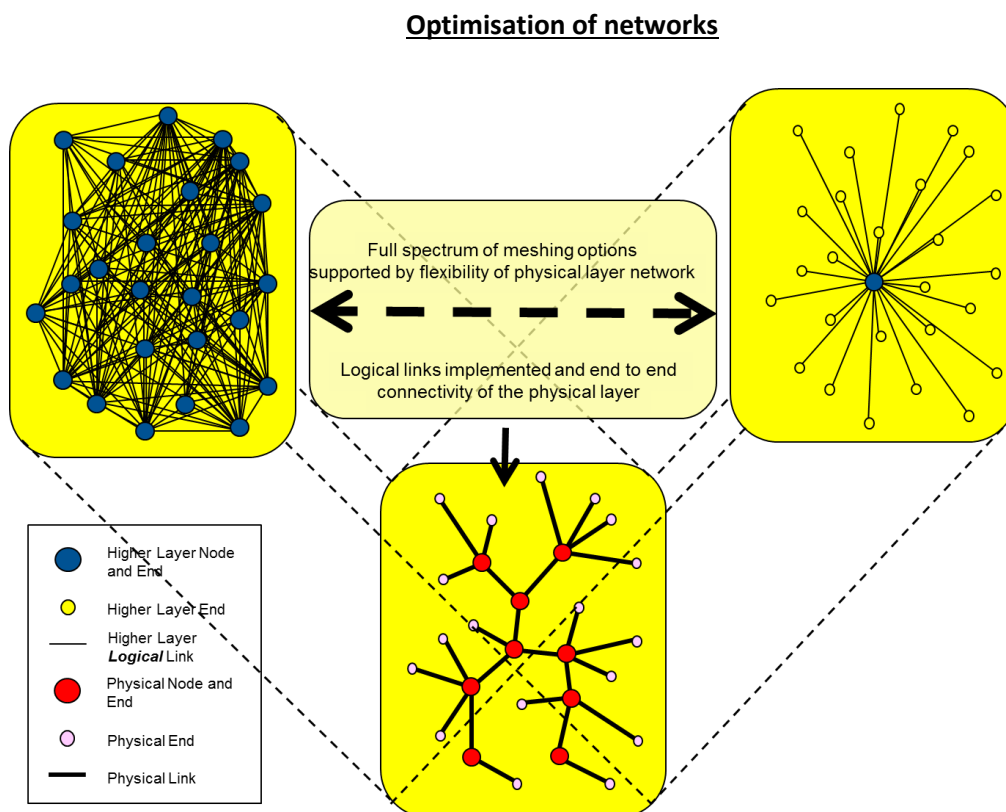 Optimisation of networks
Full spectrum of meshing options
supported by flexibility of physical layer network
Logical links implemented and end to end
connectivity of the physical layer
Higher Layer Node
and End
Higher Layer End
Higher Layer
Logical Link
Physical Node and
End
Physical End
Physical Link